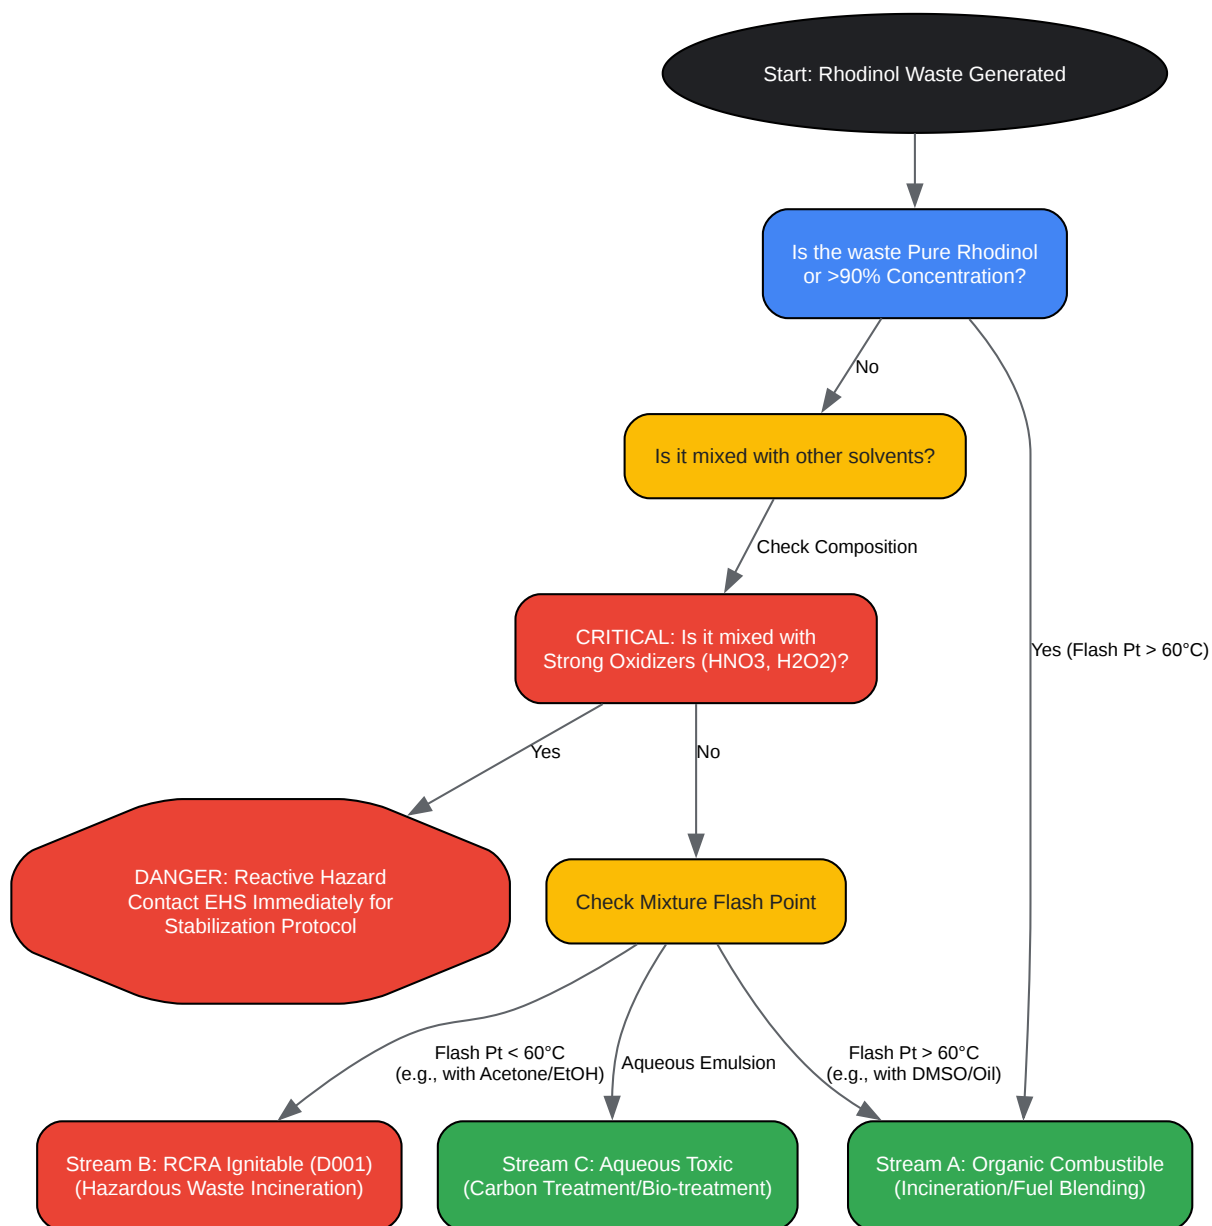 Start: Rhodinol Waste Generated
Is the waste Pure Rhodinol
or >90% Concentration?
No
Is it mixed with other solvents?
Check Composition
CRITICAL: Is it mixed with
Strong Oxidizers (HNO3, H2O2)?
Yes (Flash Pt > 60°C)
Yes
No
DANGER: Reactive Hazard
Contact EHS Immediately for
Stabilization Protocol
Check Mixture Flash Point
Flash Pt < 60°C
(e.g., with Acetone/EtOH)
Aqueous Emulsion
Flash Pt > 60°C
(e.g., with DMSO/Oil)
Stream B: RCRA Ignitable (D001)
(Hazardous Waste Incineration)
Stream C: Aqueous Toxic
(Carbon Treatment/Bio-treatment)
Stream A: Organic Combustible
(Incineration/Fuel Blending)